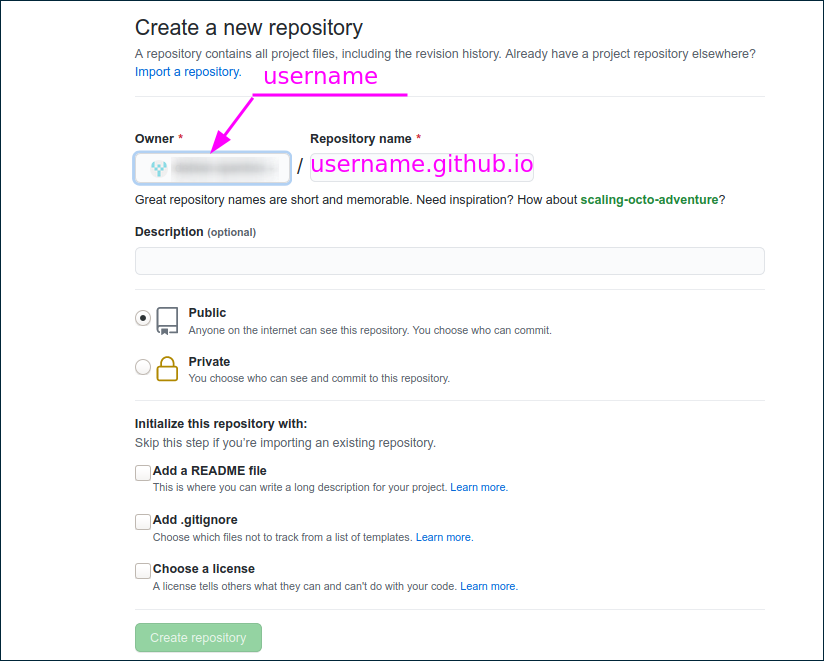 Create a new repository
A repository contains all project files, including the revision history. Already have a project repository elsewhere?
Import a repository.
username
Owner *
Repository name *
/ username.github.io
Great repository names are short and memorable. Need inspiration? How about scaling-octo-adventure?
Description (optional)
Public
Anyone on the internet can see this repository. You choose who can commit.
Private
You choose who can see and commit to this repository.
Initialize this repository with:
Skip this step if you're importing an existing repository.
Add a README file
This is where you can write a long description for your project. Learn more.
Add .gitignore
Choose which files not to track from a list of templates. Learn more.
Choose a license
A license tells others what they can and can't do with your code. Learn more.
Create repository